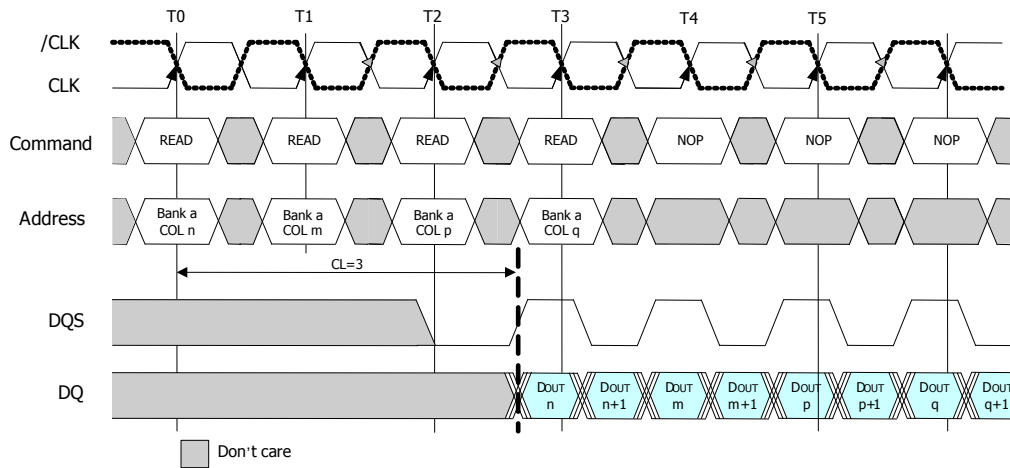 T0 T1 T2 T3 T4 T5
/CLK
CLK
Command READ READ READ READ NOP NOP NOP
Address Bank a Bank a Bank a Bank a
COL n COL m COL p COL q
CL=3
DQS
DQ DOUT DOUT DOUT DOUT DOUT DOUT DOUT DOUT
n n+1 m m+1 p p+1 q q+1
Don't care